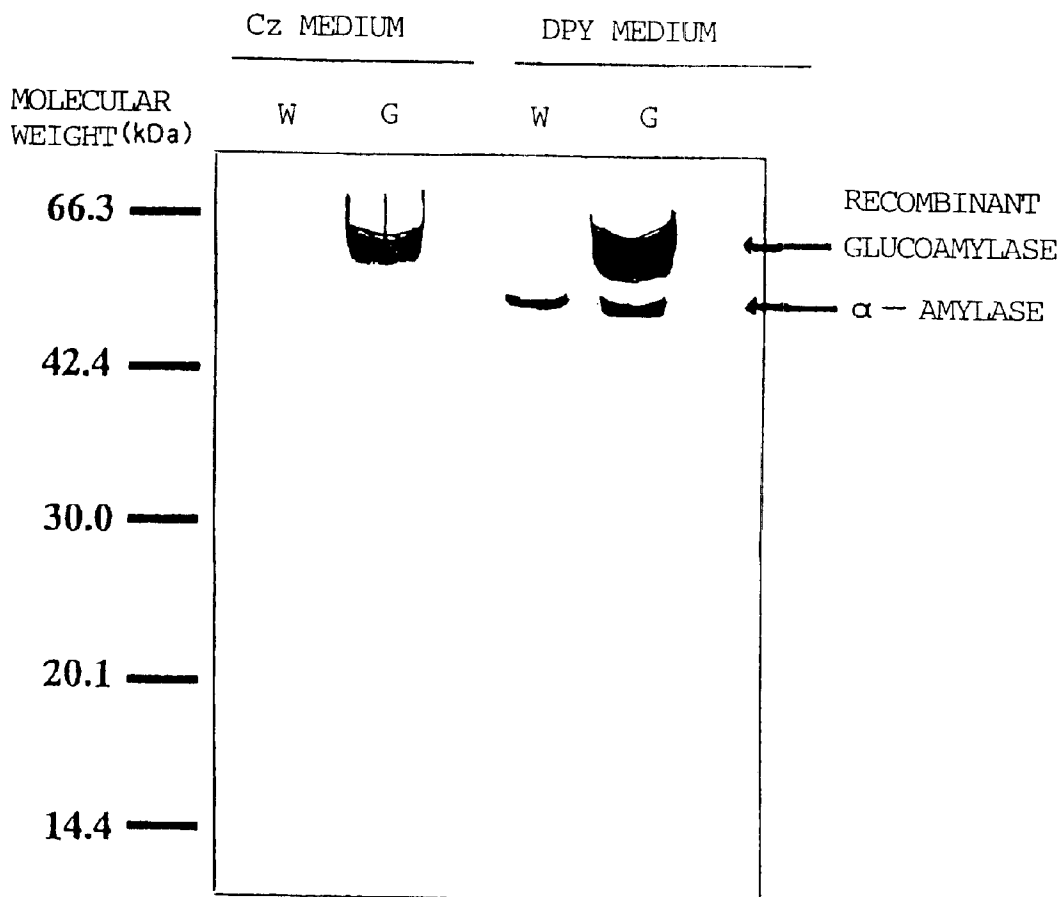 Cz MEDIUM
DPY MEDIUM
MOLECULAR
WEIGHT (kDa)
W
G
W
G
66.3
42.4
30.0
20.1
14.4
RECOMBINANT
GLUCOAMYLASE
α — AMYLASE